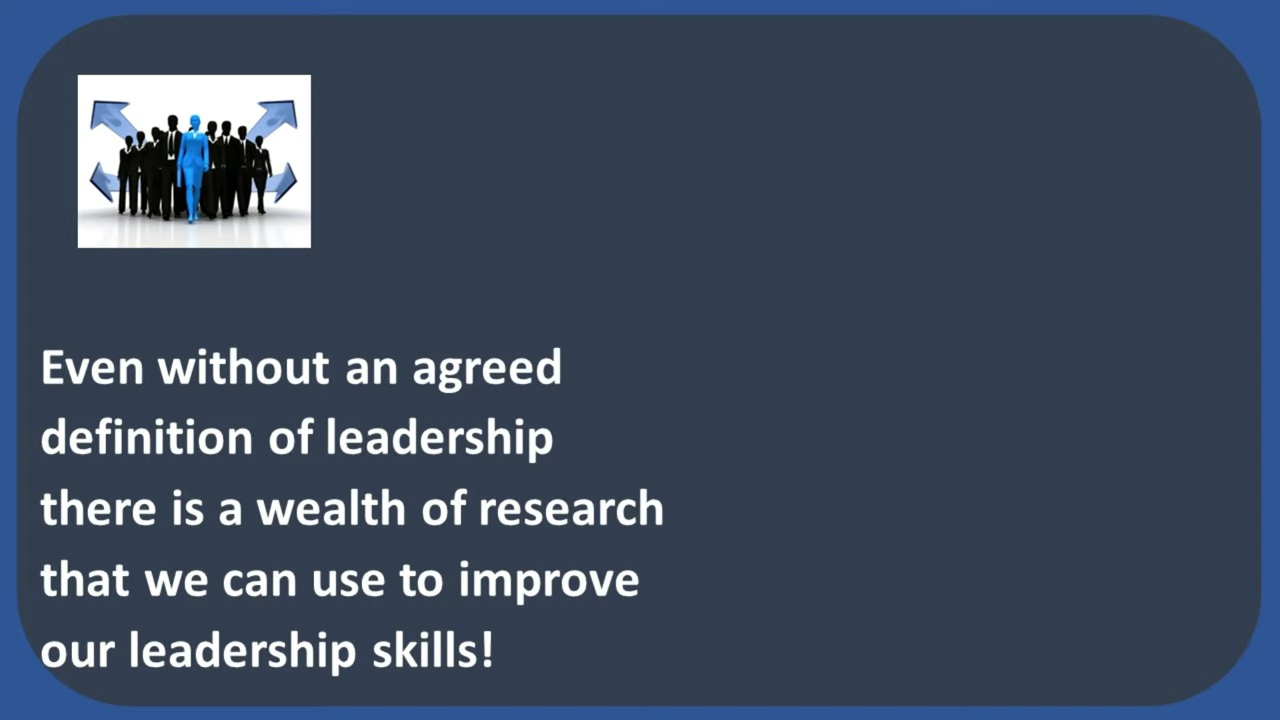 Even without an agreed
definition of leadership
there is a wealth of research
that we can use to improve
our leadership skills!